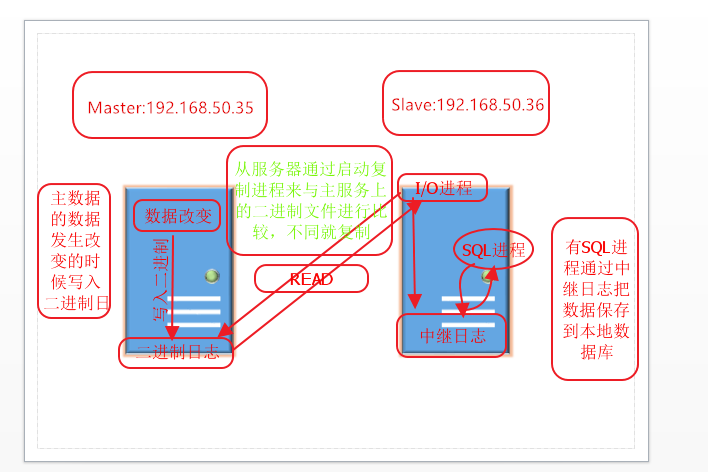 Master:192.168.50.35
Slave:192.168.50.36
从服务器通过启动复
制进程来与主服务上
的二进制文件进行比
较，不同就复制
I/O进程
主数据
的数据
发生改
变的时
候写入
二进制日
数据改变
写入二进制
READ
SQL进程
有SQL进
程通过中
继日志把
数据保存
到本地数
据库
二进制日志
中继日志